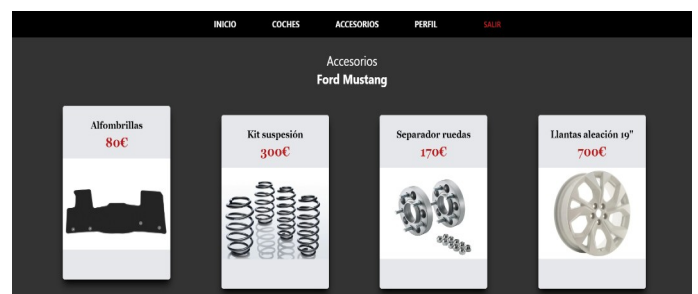 INICIO COCHES ACCESORIOS PERFIL SALIR
Accesorios
Ford Mustang
Alfombrillas
80€
Kit suspesión
300€
Separador ruedas
170€
Llantas aleación 19"
700€